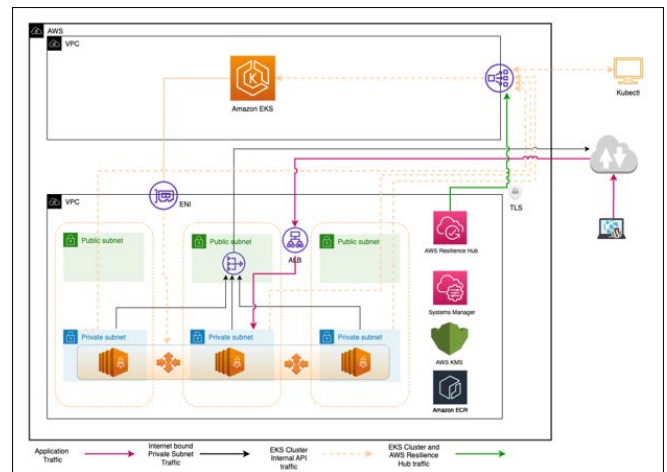 AWS
VPC
Amazon EKS
Kubectl
ENI
VPC
TLS
Public subnet
Public subnet
Public subnet
ALB
AWS Resilience Hub
Systems Manager
Private subnet
Private subnet
Private subnet
AWS KMS
Amazon ECR
Application
Traffic
Internet bound
Private Subnet
Traffic
EKS Cluster
Internal API
traffic
EKS Cluster and
AWS Resilience
Hub traffic